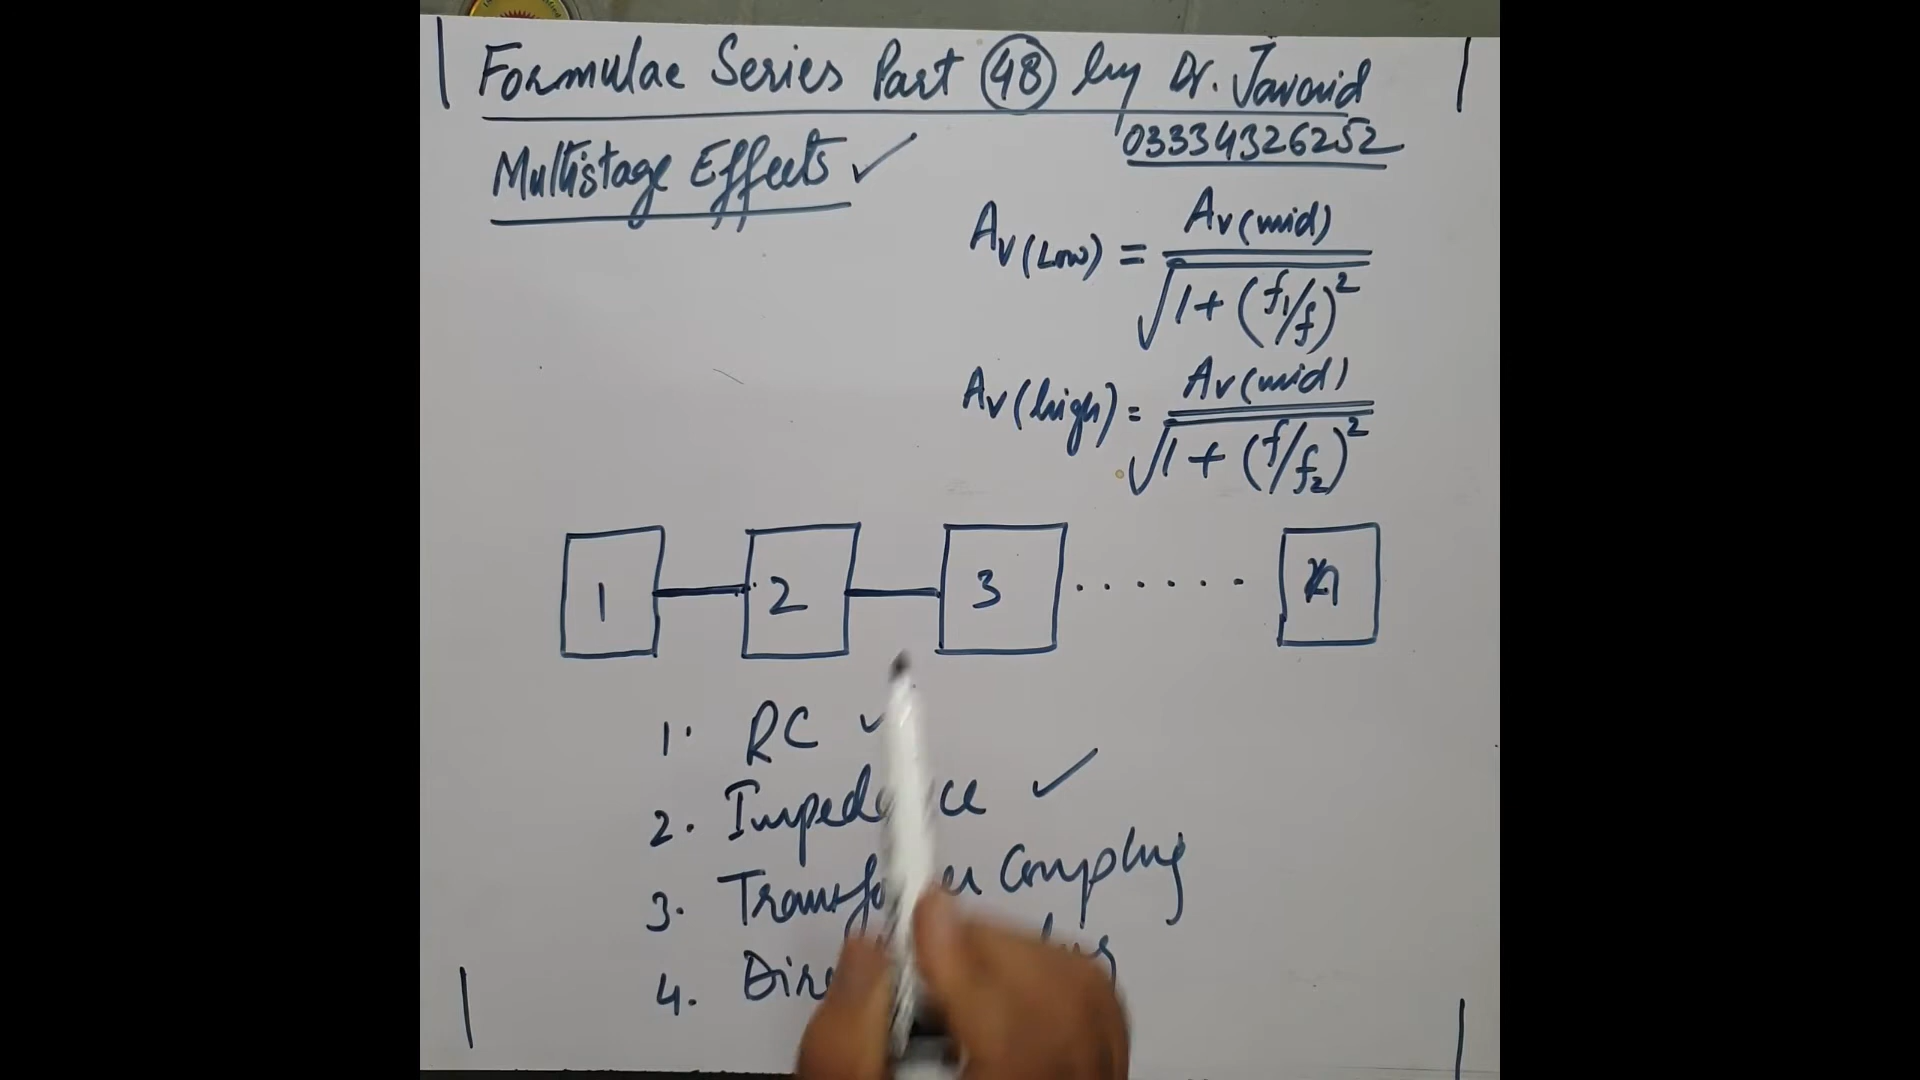 Formulae Series Part 48 by Dr. Javaid
03334326252
Multistage Effects ✓
Av(Low) = Av(mid) / √1 + (f1/f)²
Av(high) = Av(mid) / √1 + (f/f2)²
1 2 3 ....... n
1. RC ✓
2. Impedance ✓
3. Transformer Coupling
4.